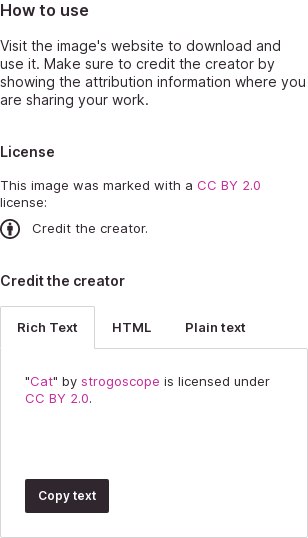 How to use
Visit the image's website to download and
use it. Make sure to credit the creator by
showing the attribution information where you
are sharing your work.
License
This image was marked with a CC BY 2.0
license:
Credit the creator.
Credit the creator
Rich Text HTML Plain text
"Cat" by strogoscope is licensed under
CC BY 2.0.
Copy text